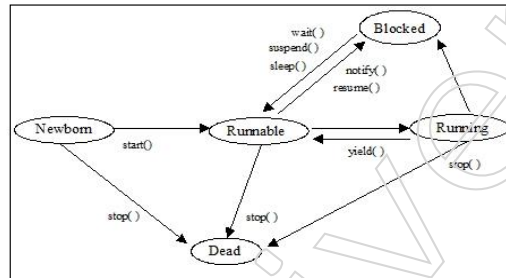 Blocked
wait( )
suspend( )
sleep( )
notify( )
resume( )
Newborn
Runnable
Running
start()
yield( )
stop( )
stop( )
stop( )
Dead